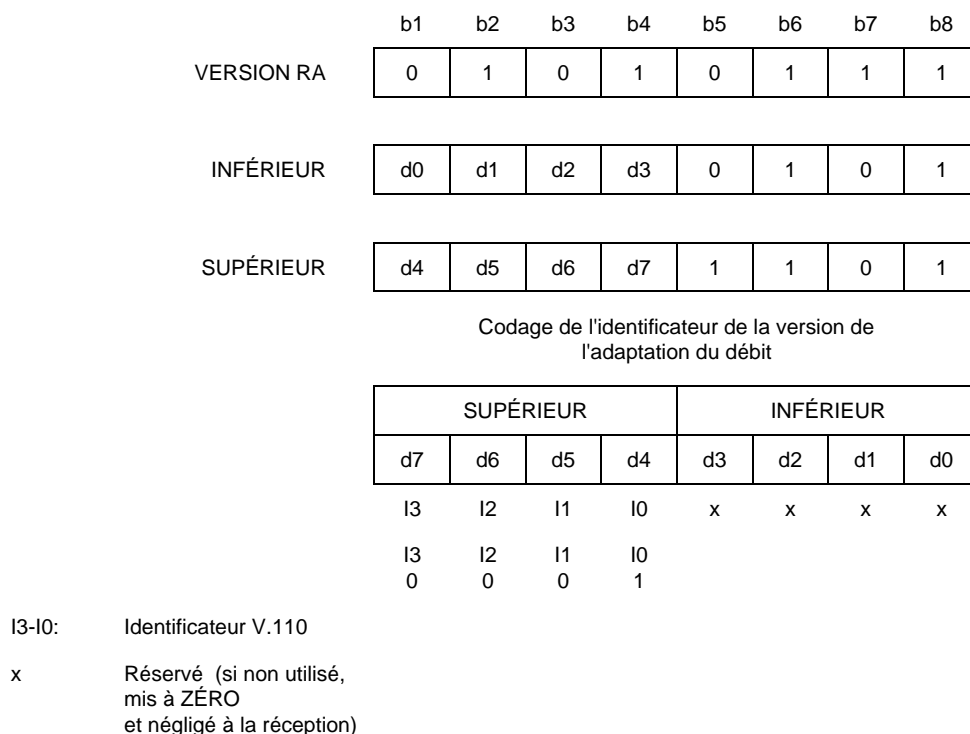 b1 b2 b3 b4 b5 b6 b7 b8
VERSION RA 0 1 0 1 0 1 1 1
INFÉRIEUR d0 d1 d2 d3 0 1 0 1
SUPÉRIEUR d4 d5 d6 d7 1 1 0 1
Codage de l'identificateur de la version de
l'adaptation du débit
SUPÉRIEUR INFÉRIEUR
d7 d6 d5 d4 d3 d2 d1 d0
I3 I2 I1 I0 x x x x
I3 I2 I1 I0
0 0 0 1
I3-I0: Identificateur V.110
x Réservé (si non utilisé,
mis à ZÉRO
et négligé à la réception)